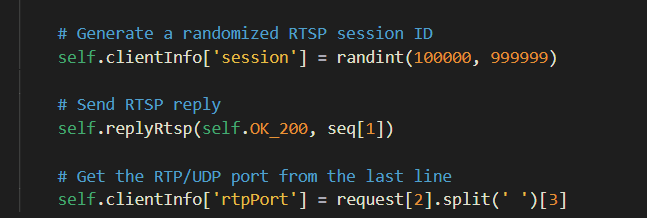 # Generate a randomized RTSP session ID
self.clientInfo['session'] = randint(100000, 999999)
# Send RTSP reply
self.replyRtsp(self.OK_200, seq[1])
# Get the RTP/UDP port from the last line
self.clientInfo['rtpPort'] = request[2].split(' ')[3]